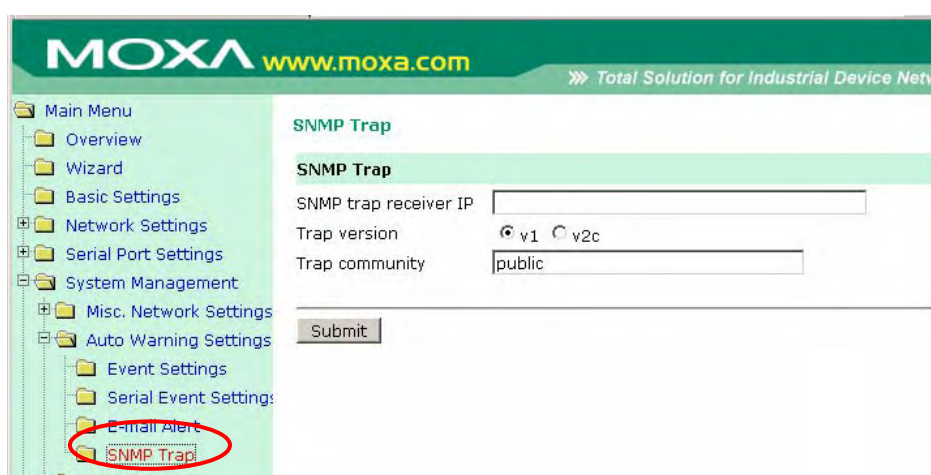 MOXA www.moxa.com
Total Solution for Industrial Device Netw
Main Menu
Overview
Wizard
Basic Settings
Network Settings
Serial Port Settings
System Management
Misc. Network Settings
Auto Warning Settings
Event Settings
Serial Event Settings
E-mail Alert
SNMP Trap
SNMP Trap
SNMP Trap
SNMP trap receiver IP
Trap version v1 v2c
Trap community public
Submit